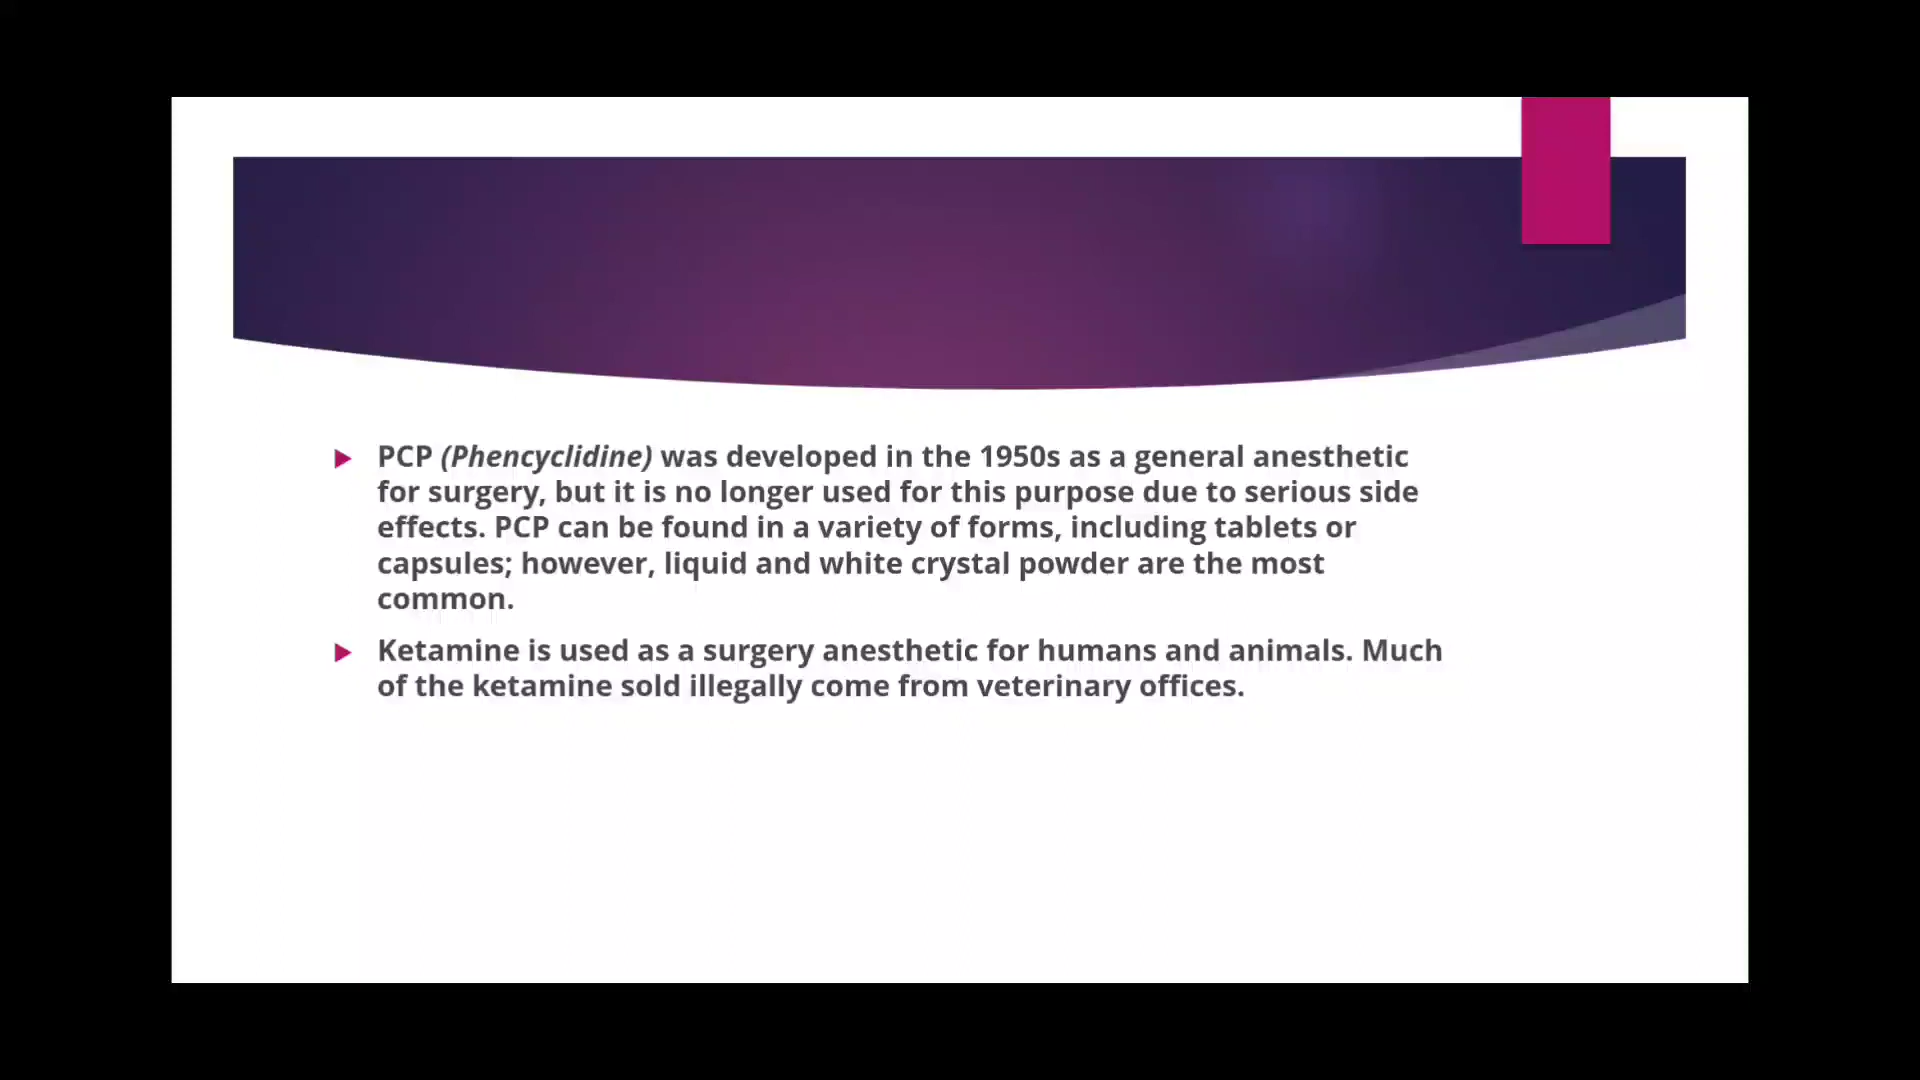 PCP (Phencyclidine) was developed in the 1950s as a general anesthetic
for surgery, but it is no longer used for this purpose due to serious side
effects. PCP can be found in a variety of forms, including tablets or
capsules; however, liquid and white crystal powder are the most
common.
Ketamine is used as a surgery anesthetic for humans and animals. Much
of the ketamine sold illegally come from veterinary offices.